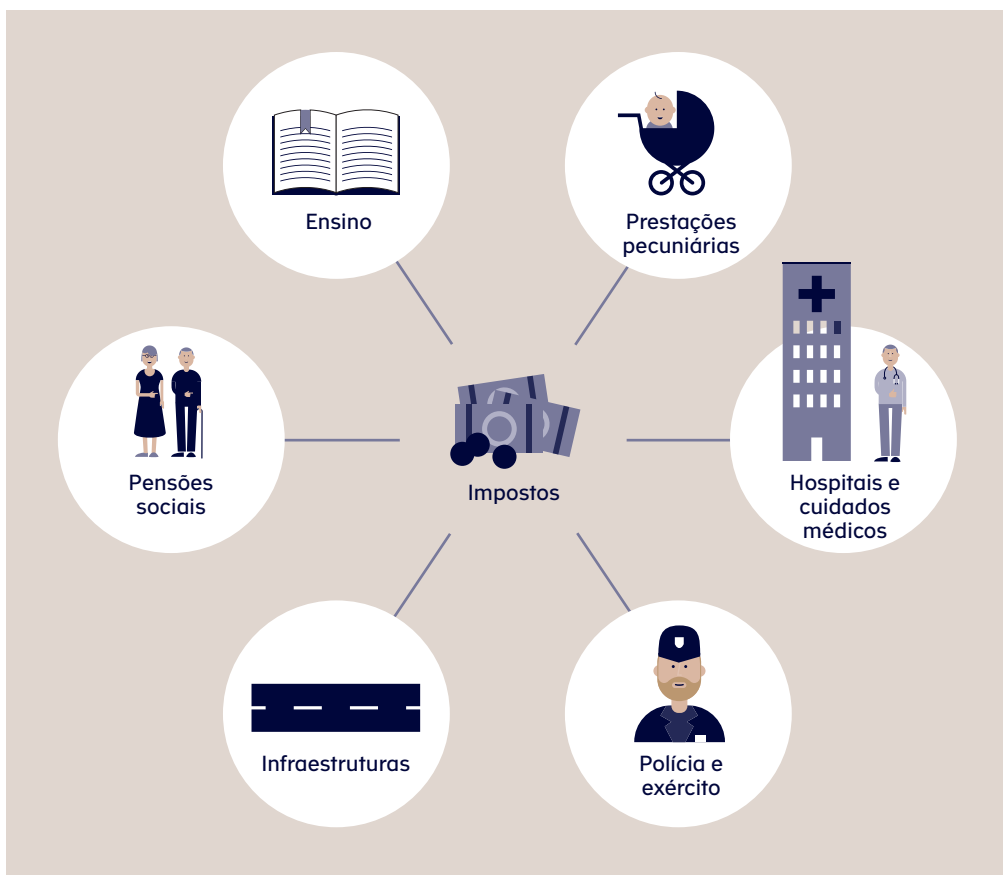 Ensino
Prestações
pecuniárias
Pensões
sociais
Impostos
Hospitais e
cuidados
médicos
Infraestruturas
Polícia e
exército